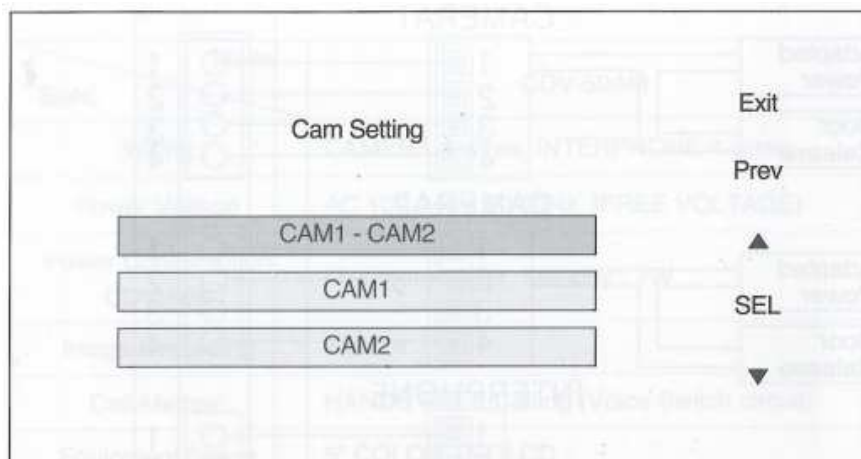 Cam Setting
CAM1 - CAM2
CAM1
CAM2
Exit
Prev
▲
SEL
▼